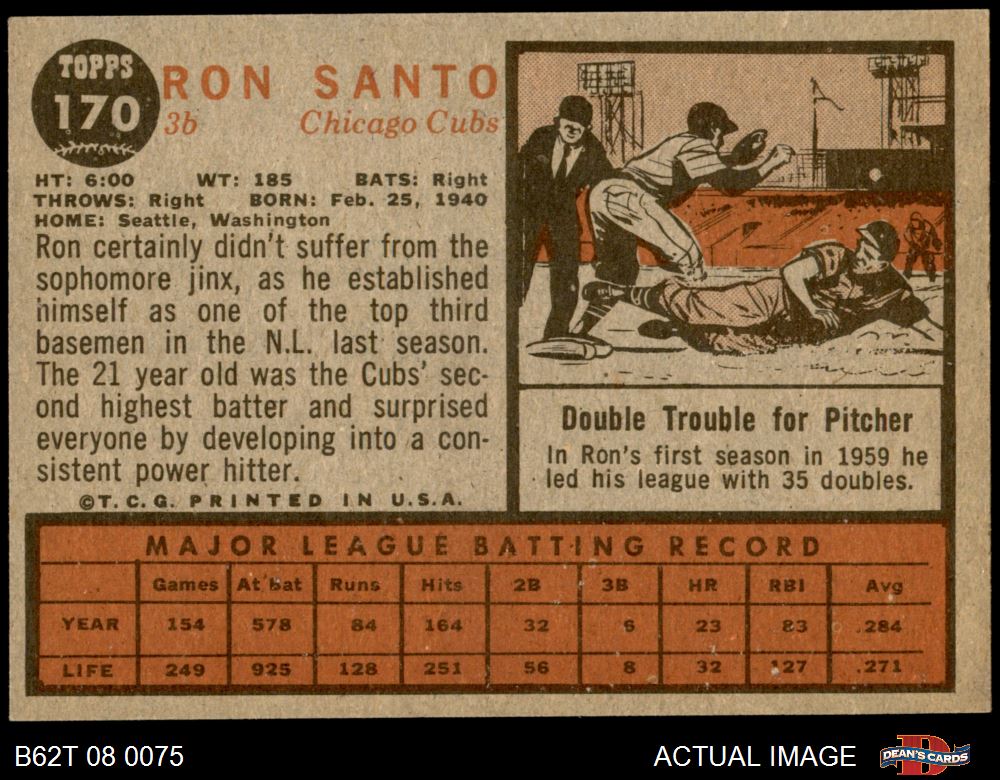 TOPPS
170
RON SANTO
3b Chicago Cubs
HT: 6:00 WT: 185 BATS: Right
THROWS: Right BORN: Feb. 25, 1940
HOME: Seattle, Washington
Ron certainly didn't suffer from the
sophomore jinx, as he established
himself as one of the top third
basemen in the N.L. last season.
The 21 year old was the Cubs' sec-
ond highest batter and surprised
everyone by developing into a con-
sistent power hitter.
©T.C.G. PRINTED IN U.S.A.
Double Trouble for Pitcher
In Ron's first season in 1959 he
led his league with 35 doubles.
MAJOR LEAGUE BATTING RECORD
Games At bat Runs Hits 2B 3B HR RBI Avg
YEAR 154 578 84 164 32 6 23 83 .284
LIFE 249 925 128 251 56 8 32 127 .271
B62T 08 0075 ACTUAL IMAGE DEAN'S CARDS